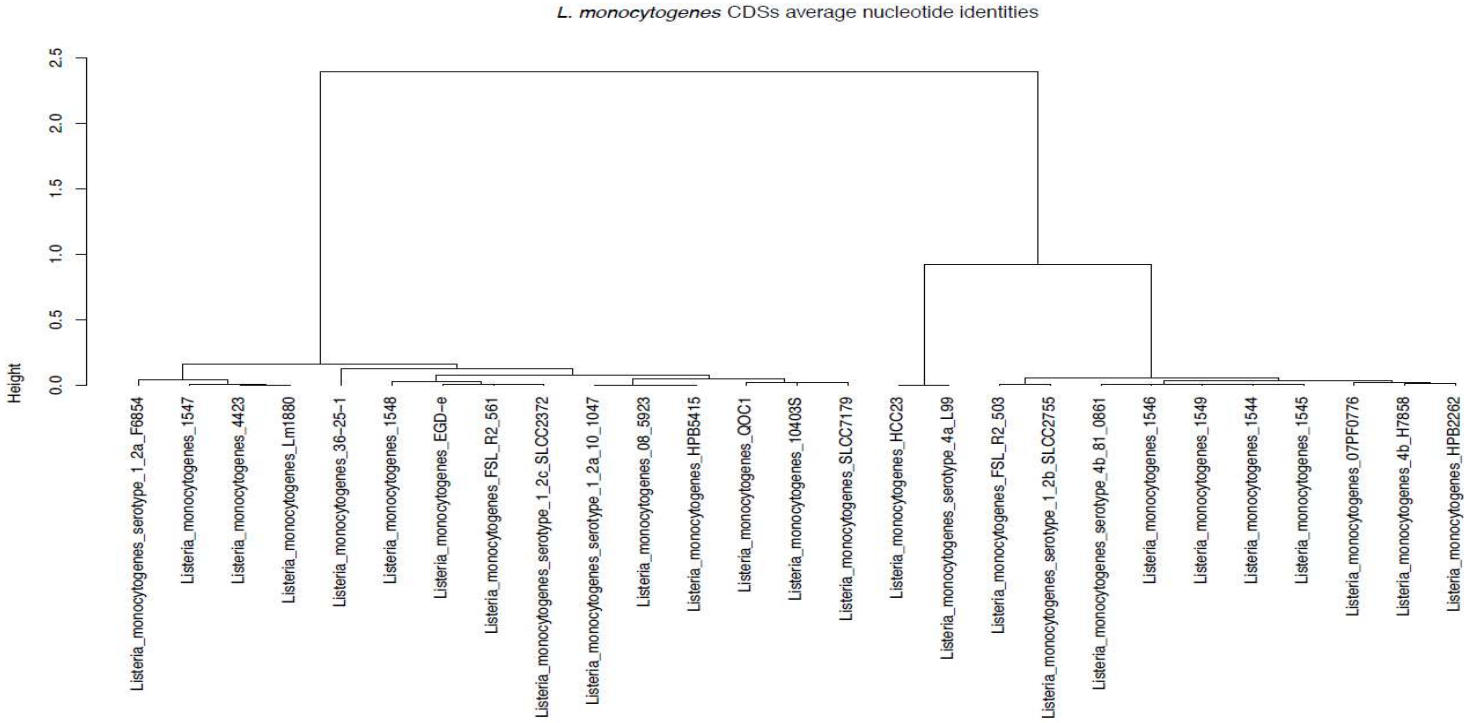 L. monocytogenes CDSs average nucleotide identities
Height
2.5
2.0
1.5
1.0
0.5
0.0
Listeria_monocytogenes_serotype_1_2a_F6854
Listeria_monocytogenes_1547
Listeria_monocytogenes_4423
Listeria_monocytogenes_Lm1880
Listeria_monocytogenes_36-25-1
Listeria_monocytogenes_1548
Listeria_monocytogenes_EGD-e
Listeria_monocytogenes_FSL_R2_561
Listeria_monocytogenes_serotype_1_2c_SLCC2372
Listeria_monocytogenes_serotype_1_2a_10_1047
Listeria_monocytogenes_08_5923
Listeria_monocytogenes_HPB5415
Listeria_monocytogenes_QOC1
Listeria_monocytogenes_10403S
Listeria_monocytogenes_SLCC7179
Listeria_monocytogenes_HCC23
Listeria_monocytogenes_serotype_4a_L99
Listeria_monocytogenes_FSL_R2_503
Listeria_monocytogenes_serotype_1_2b_SLCC2755
Listeria_monocytogenes_serotype_4b_81_0861
Listeria_monocytogenes_1546
Listeria_monocytogenes_1549
Listeria_monocytogenes_1544
Listeria_monocytogenes_1545
Listeria_monocytogenes_07PF0776
Listeria_monocytogenes_4b_H7858
Listeria_monocytogenes_HPB2262